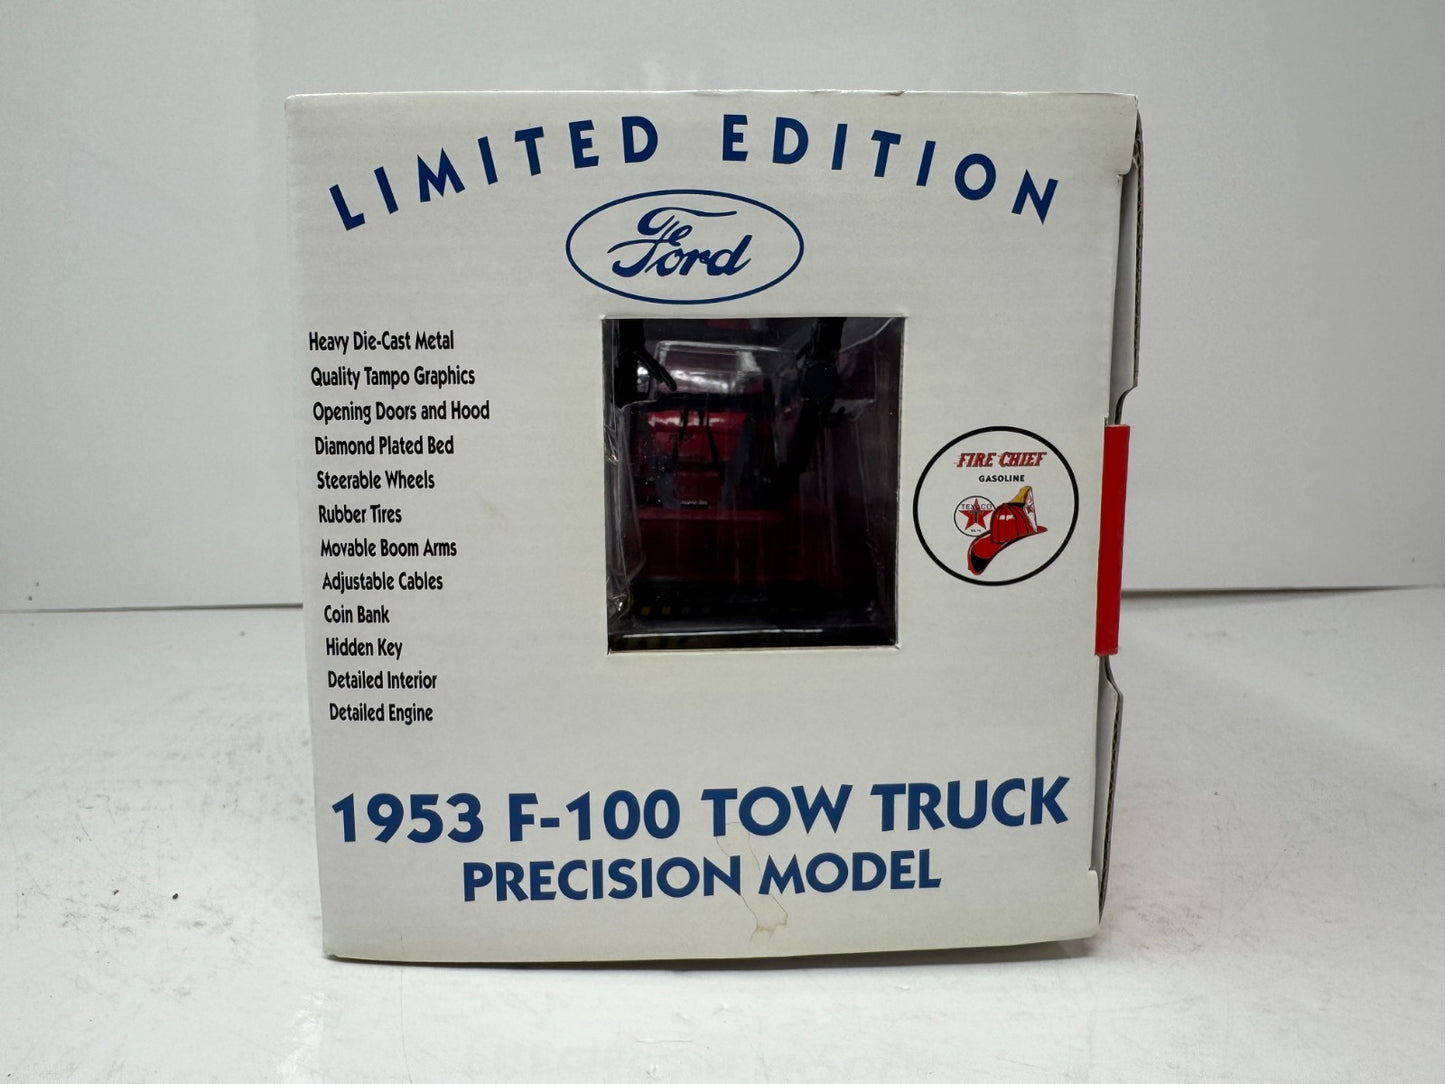 LIMITED EDITION
Ford
Heavy Die-Cast Metal
Quality Tampo Graphics
Opening Doors and Hood
Diamond Plated Bed
Steerable Wheels
Rubber Tires
Movable Boom Arms
Adjustable Cables
Coin Bank
Hidden Key
Detailed Interior
Detailed Engine
FIRE CHIEF
GASOLINE
TEXACO
1953 F-100 TOW TRUCK
PRECISION MODEL